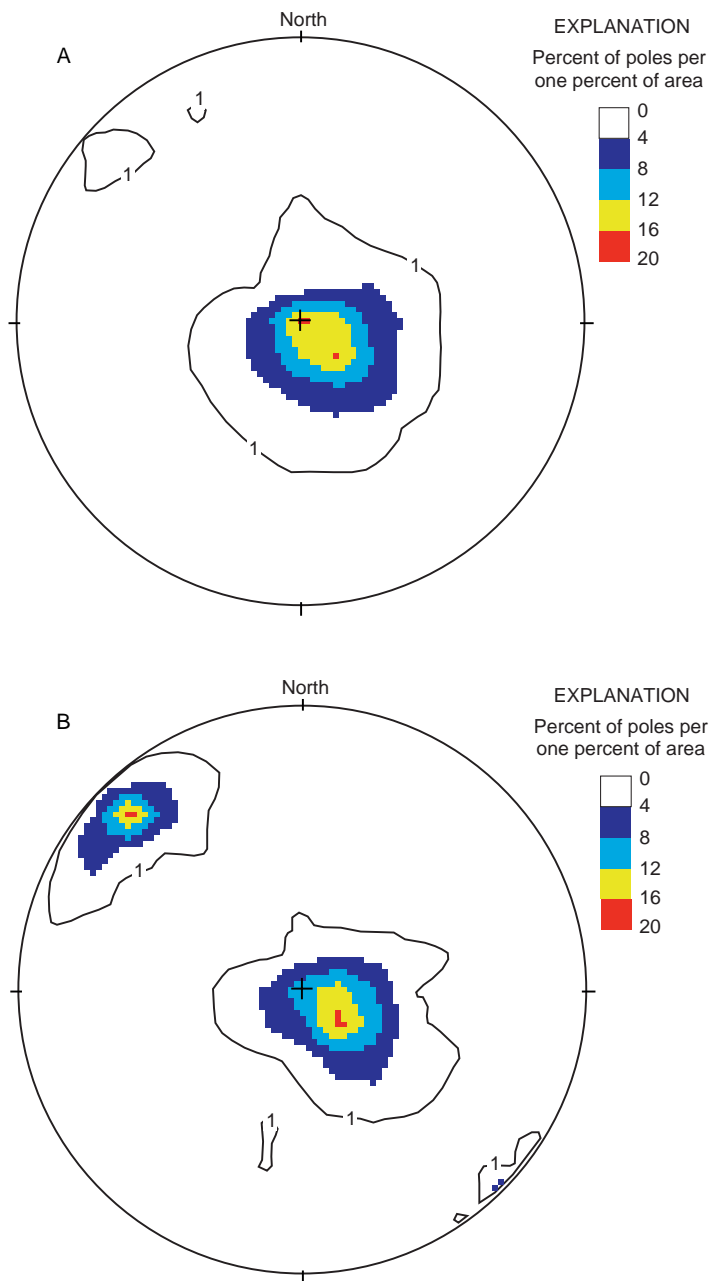 North
A
EXPLANATION
Percent of poles per
one percent of area
0
4
8
12
16
20
1
1
1
1
North
B
EXPLANATION
Percent of poles per
one percent of area
0
4
8
12
16
20
1
1
1
1